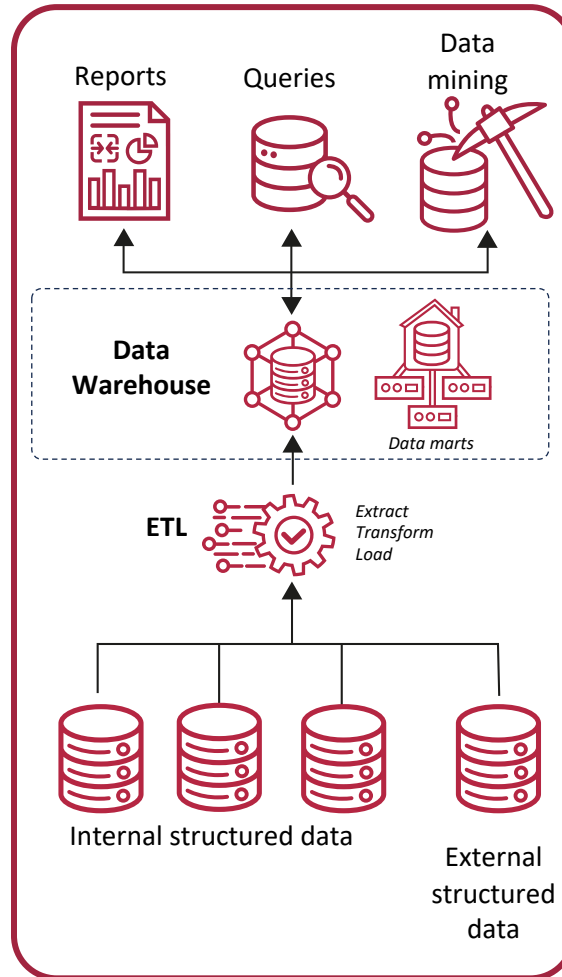 Reports
Queries
Data
mining
Data
Warehouse
Data marts
ETL
Extract
Transform
Load
Internal structured data
External
structured
data